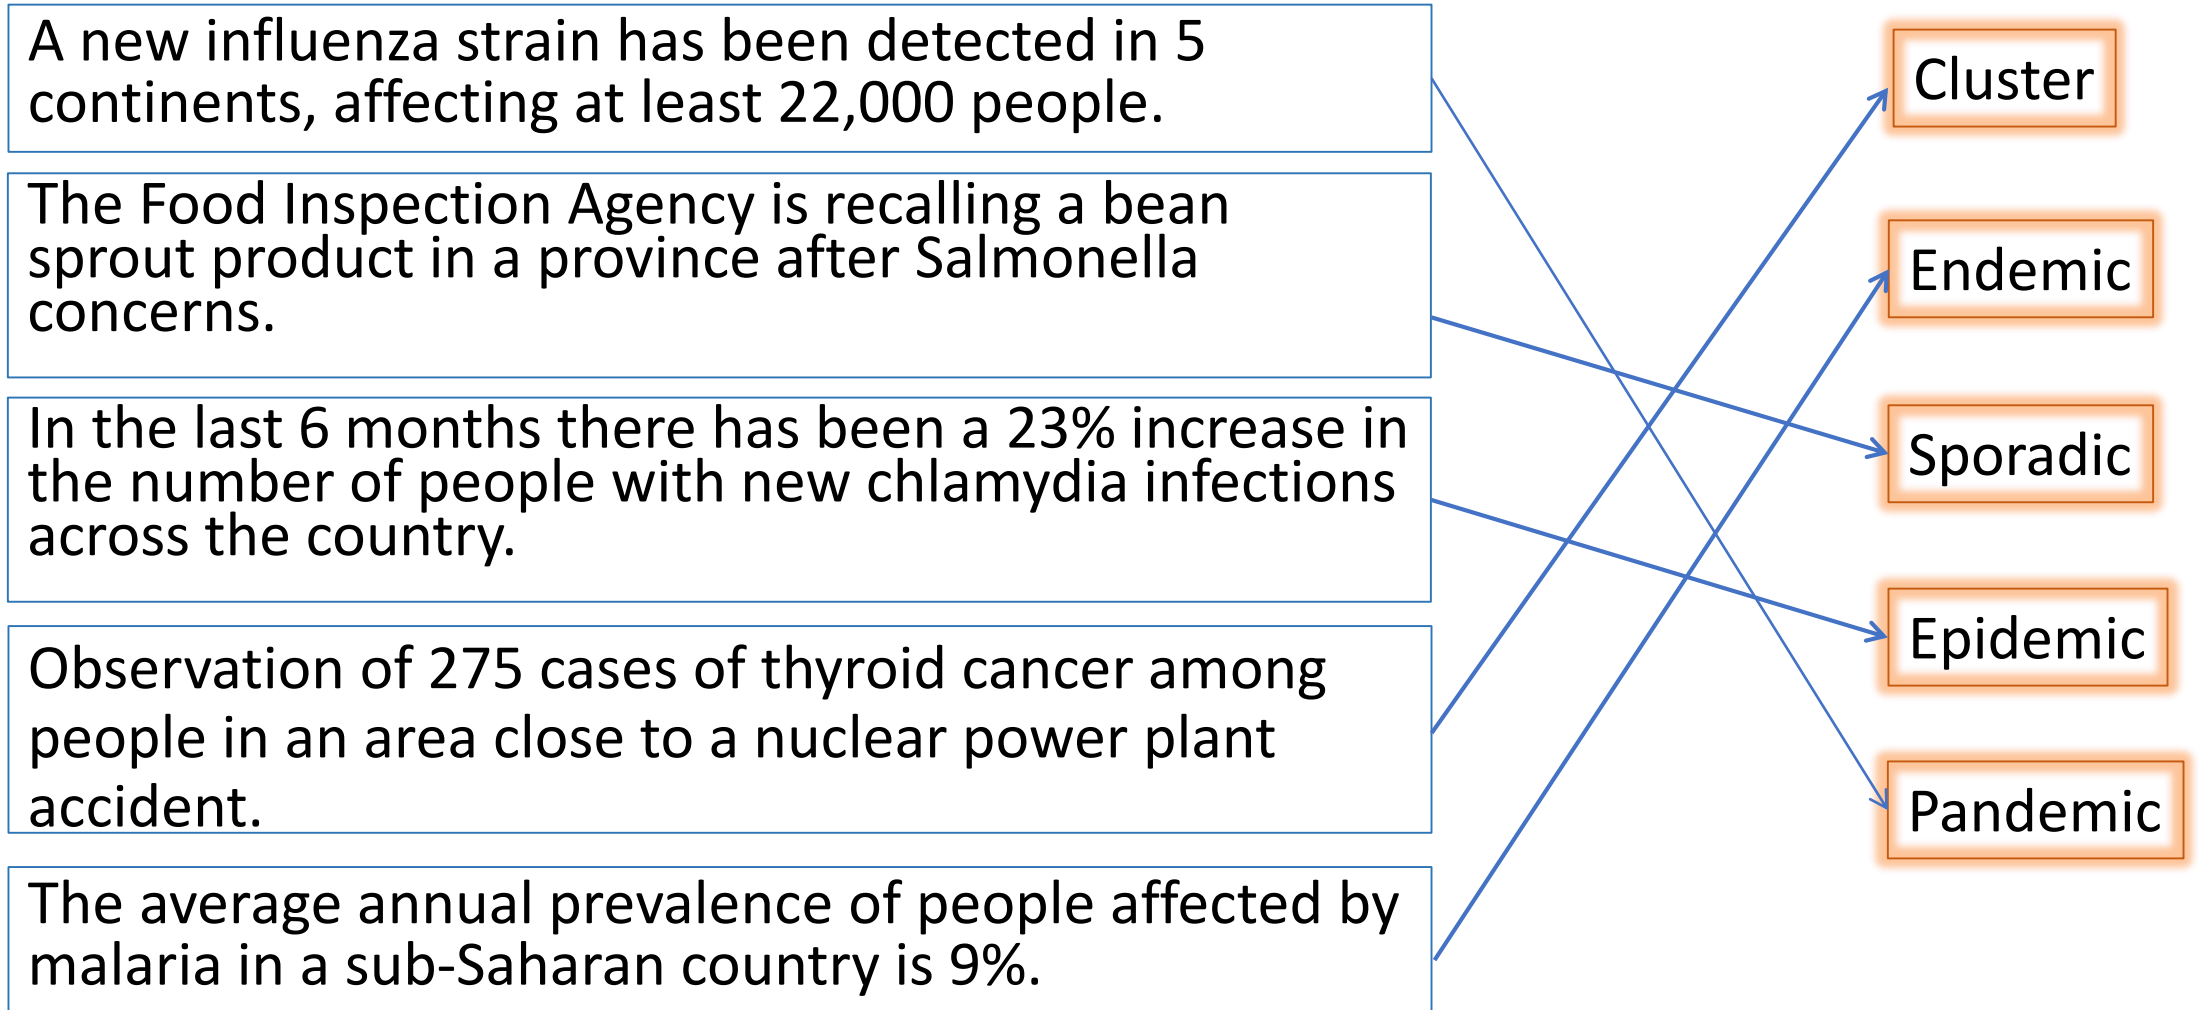 A new influenza strain has been detected in 5
continents, affecting at least 22,000 people.
The Food Inspection Agency is recalling a bean
sprout product in a province after Salmonella
concerns.
In the last 6 months there has been a 23% increase in
the number of people with new chlamydia infections
across the country.
Observation of 275 cases of thyroid cancer among
people in an area close to a nuclear power plant
accident.
The average annual prevalence of people affected by
malaria in a sub-Saharan country is 9%.
Cluster
Endemic
Sporadic
Epidemic
Pandemic